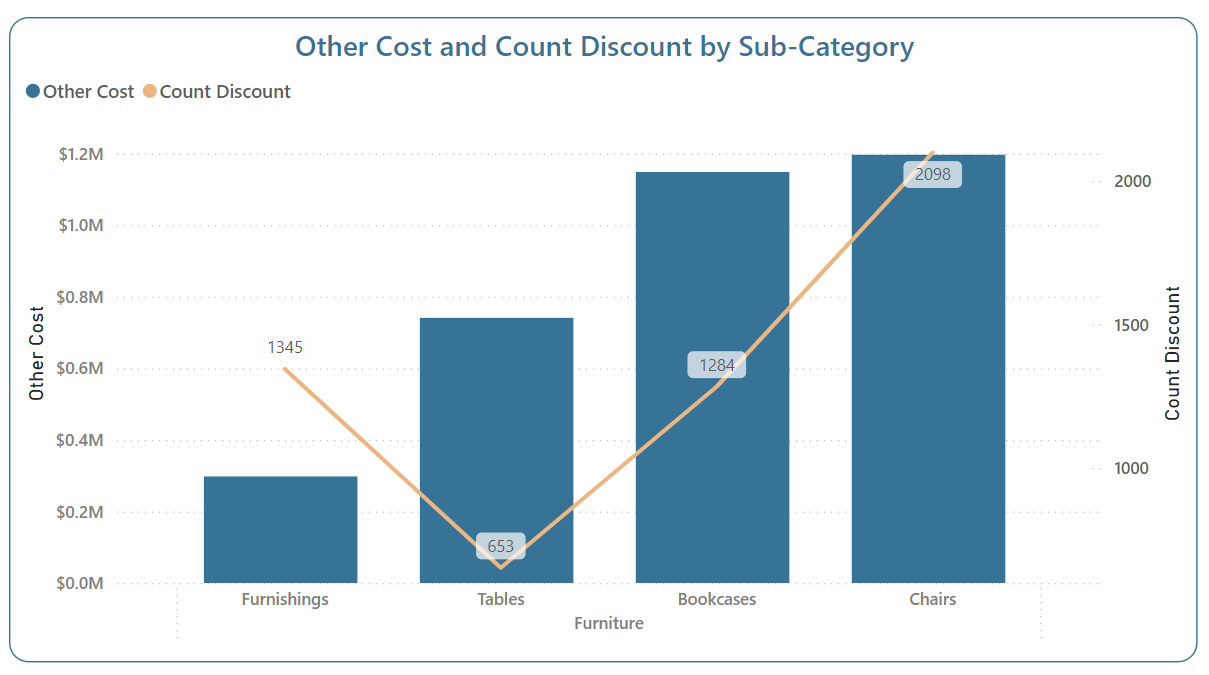 Other Cost and Count Discount by Sub-Category
Other Cost Count Discount
$1.2M
$1.0M
$0.8M
$0.6M
$0.4M
$0.2M
$0.0M
Other Cost
1345
653
1284
2098
2000
1500
1000
Count Discount
Furnishings Tables Bookcases Chairs
Furniture